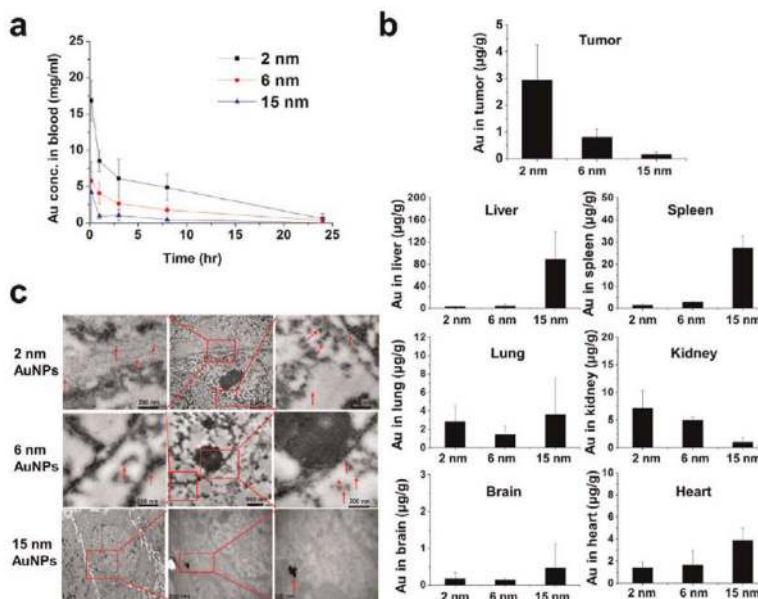 a
Au conc. in blood (mg/ml)
25
20
15
10
5
0
2 nm
6 nm
15 nm
0
5
10
15
20
25
Time (hr)
b
Tumor
Au in tumor (µg/g)
5
4
3
2
1
0
2 nm
6 nm
15 nm
Liver
Au in liver (µg/g)
200
160
120
80
40
0
2 nm
6 nm
15 nm
Spleen
Au in spleen (µg/g)
50
40
30
20
10
0
2 nm
6 nm
15 nm
Lung
Au in lung (µg/g)
12
10
8
6
4
2
0
2 nm
6 nm
15 nm
Kidney
Au in kidney (µg/g)
20
15
10
5
0
2 nm
6 nm
15 nm
Brain
Au in brain (µg/g)
3
2
1
0
2 nm
6 nm
15 nm
Heart
Au in heart (µg/g)
10
8
6
4
2
0
2 nm
6 nm
15 nm
c
2 nm
AuNPs
200 nm
6 nm
AuNPs
200 nm
15 nm
AuNPs